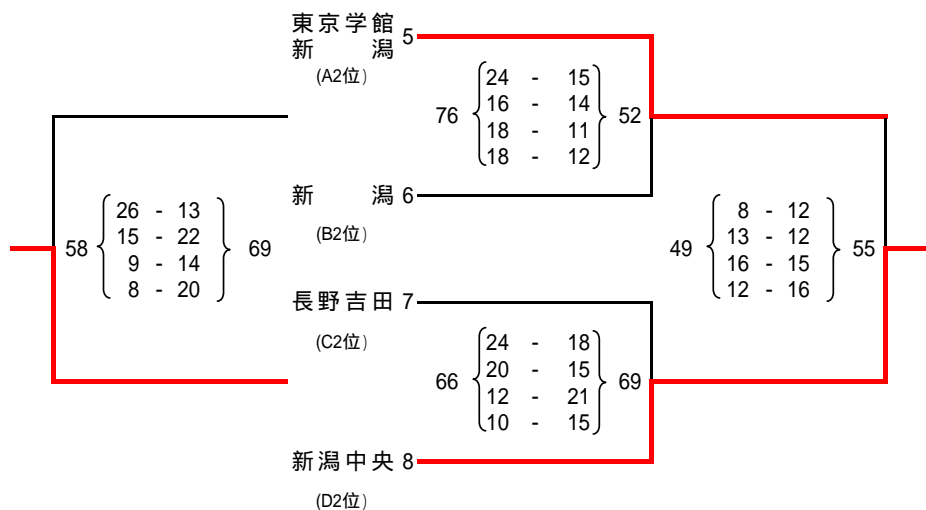 東京学館
新潟 5
(A2位)
76 24 - 15 52
16 - 14
18 - 11
18 - 12
新潟 6
(B2位)
58 26 - 13 69
15 - 22
9 - 14
8 - 20
49 8 - 12 55
13 - 12
16 - 15
12 - 16
長野吉田 7
(C2位)
66 24 - 18 69
20 - 15
12 - 21
10 - 15
新潟中央 8
(D2位)